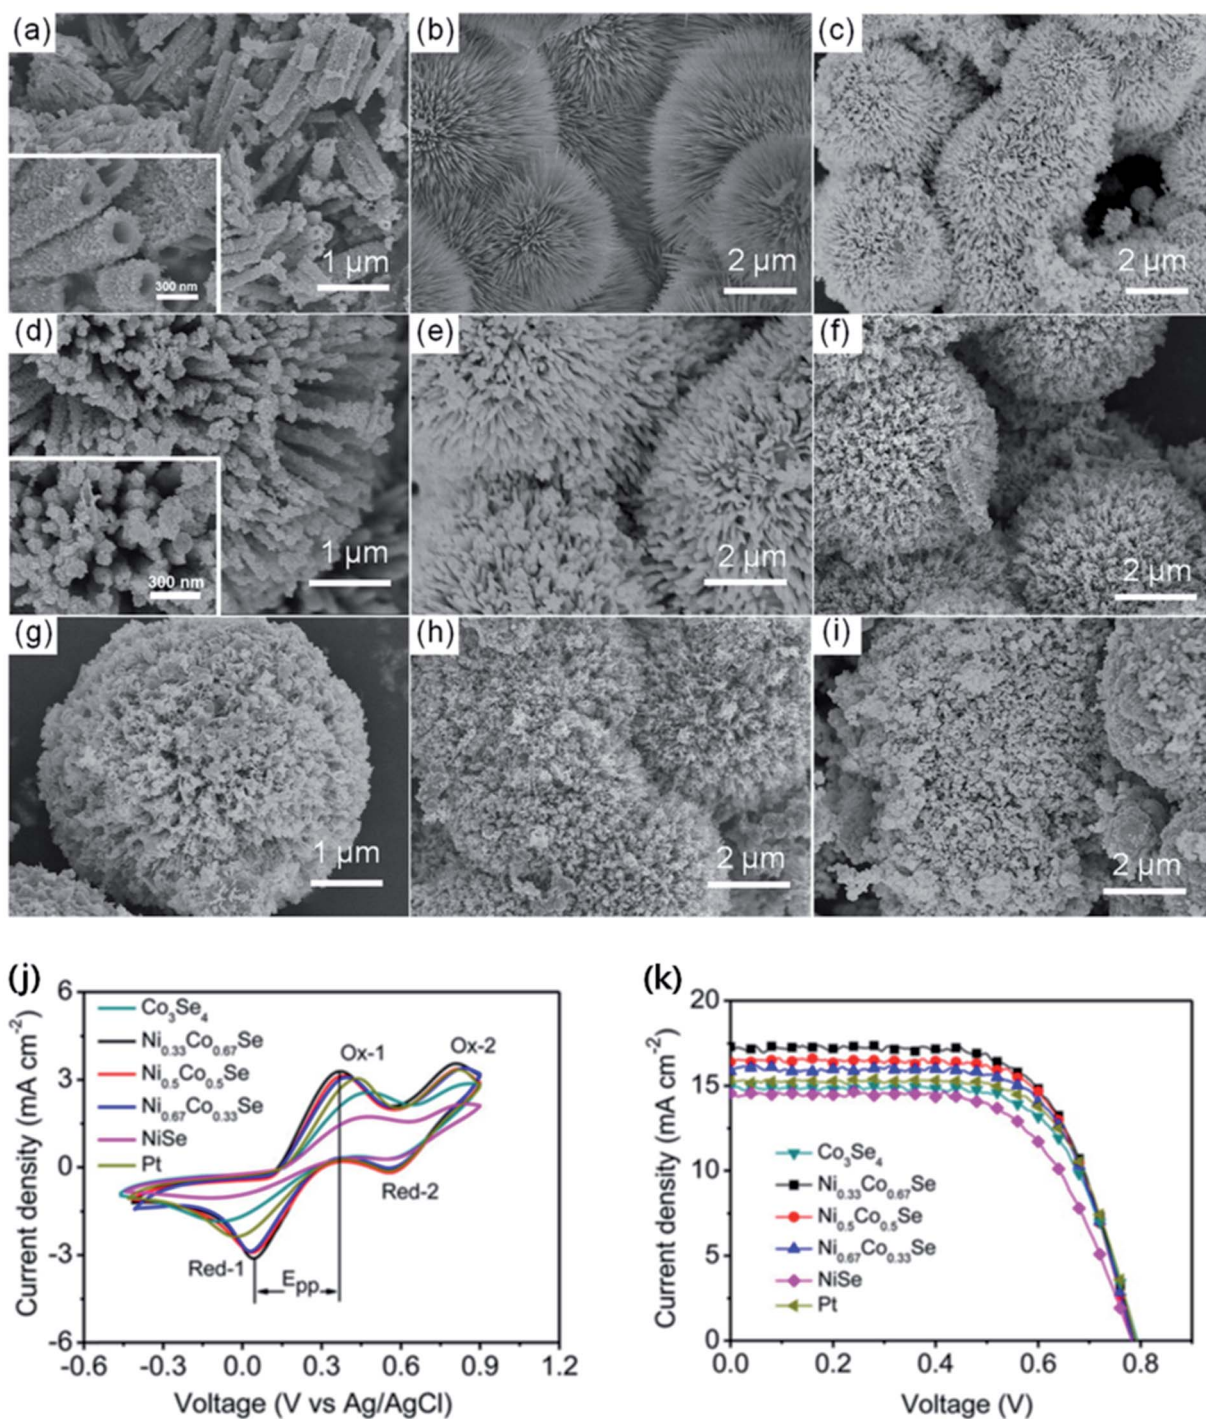 (a)
(b)
(c)
300 nm
1 μm
2 μm
2 μm
(d)
(e)
(f)
300 nm
1 μm
2 μm
2 μm
(g)
(h)
(i)
1 μm
2 μm
2 μm
(j)
6
3
0
-3
-6
Current density (mA cm⁻²)
Co₃Se₄
Ni₀.₃₃Co₀.₆₇Se
Ni₀.₅Co₀.₅Se
Ni₀.₆₇Co₀.₃₃Se
NiSe
Pt
Ox-1
Ox-2
Red-2
Red-1
Epp
-0.6 -0.3 0.0 0.3 0.6 0.9 1.2
Voltage (V vs Ag/AgCl)
(k)
20
15
10
5
0
Current density (mA cm⁻²)
Co₃Se₄
Ni₀.₃₃Co₀.₆₇Se
Ni₀.₅Co₀.₅Se
Ni₀.₆₇Co₀.₃₃Se
NiSe
Pt
0.0 0.2 0.4 0.6 0.8
Voltage (V)